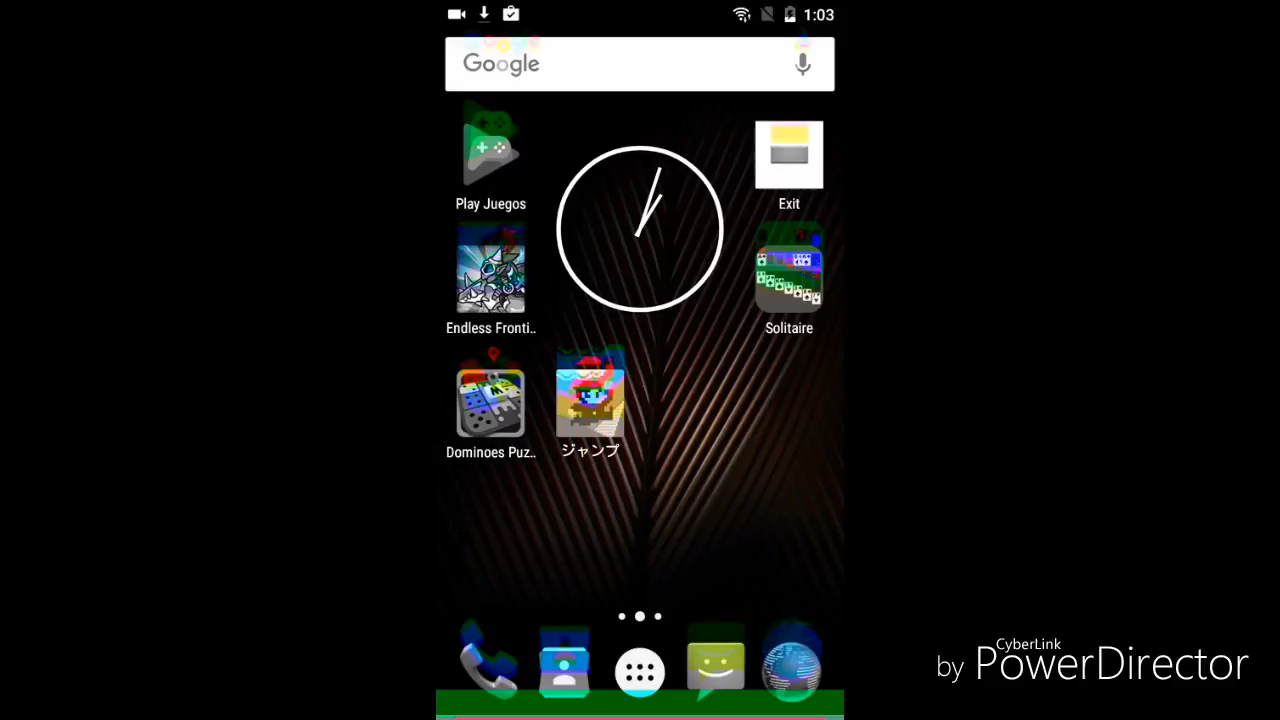 1:03
Google
Play Juegos
Exit
Endless Fronti..
Solitaire
Dominoes Puz..
ジャンプ
CyberLink
by PowerDirector